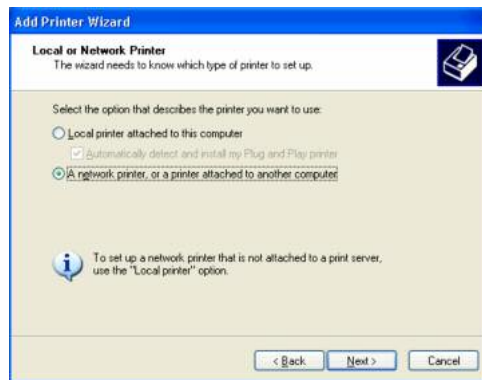 Add Printer Wizard
Local or Network Printer
The wizard needs to know which type of printer to set up.
Select the option that describes the printer you want to use:
Local printer attached to this computer
Automatically detect and install my Plug and Play printer
A network printer, or a printer attached to another computer
To set up a network printer that is not attached to a print server,
use the "Local printer" option.
< Back Next > Cancel